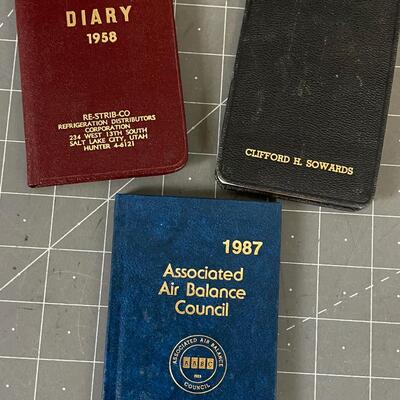 DIARY
1958
RE-STRIB-CO
REFRIGERATION DISTRIBUTORS
CORPORATION
234 WEST 13TH SOUTH
SALT LAKE CITY, UTAH
HUNTER 4-6121
CLIFFORD H. SOWARDS
1987
Associated
Air Balance
Council
ASSOCIATED AIR BALANCE
COUNCIL